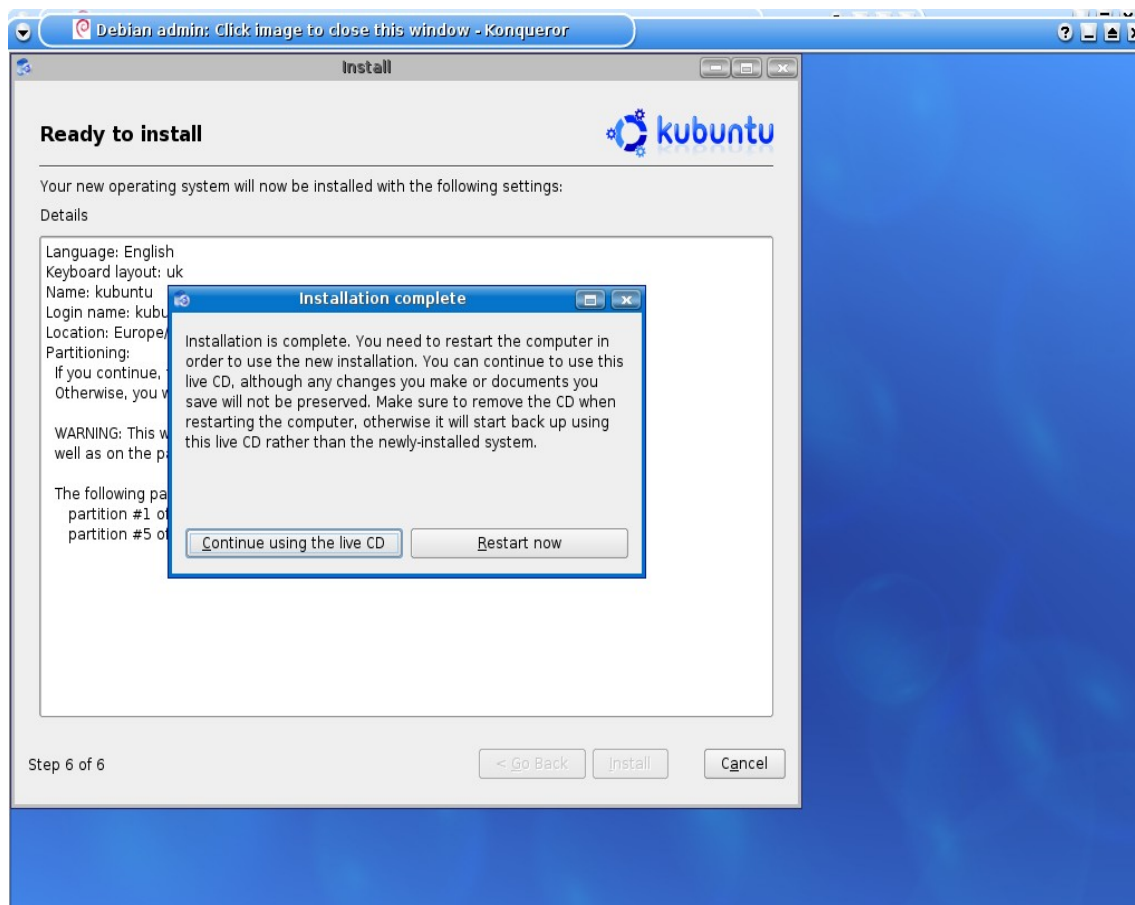 Debian admin: Click image to close this window - Konqueror
Install
Ready to install
kubuntu
Your new operating system will now be installed with the following settings:
Details
Language: English
Keyboard layout: uk
Name: kubuntu
Login name: kubu
Location: Europe/
Partitioning:
If you continue,
Otherwise, you w
WARNING: This w
well as on the pa
The following pa
partition #1 of
partition #5 of
Installation complete
Installation is complete. You need to restart the computer in
order to use the new installation. You can continue to use this
live CD, although any changes you make or documents you
save will not be preserved. Make sure to remove the CD when
restarting the computer, otherwise it will start back up using
this live CD rather than the newly-installed system.
Continue using the live CD
Restart now
Step 6 of 6
< Go Back
Install
Cancel